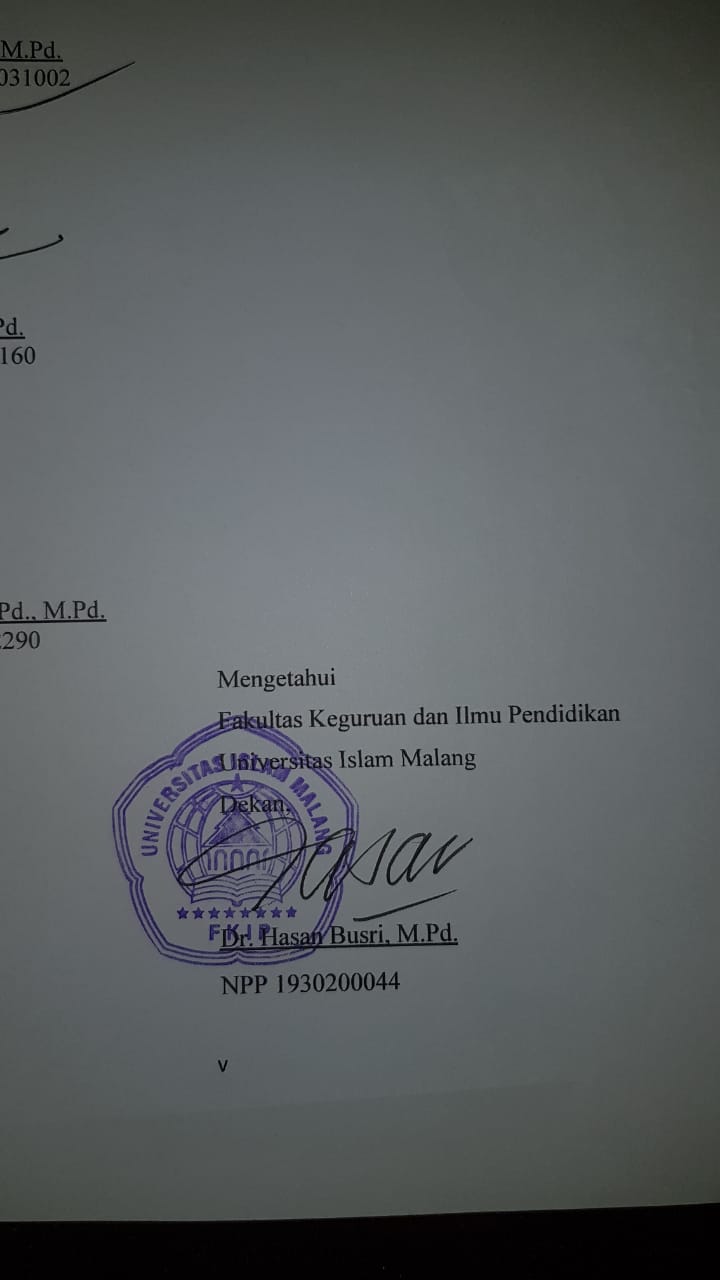 M.Pd.
031002
Pd.
160
Pd., M.Pd.
290
Mengetahui
Fakultas Keguruan dan Ilmu Pendidikan
Universitas Islam Malang
UNIVERSITAS ISLAM MALANG
Dekan,
Hasan
FKIP
Dr. Hasan Busri, M.Pd.
NPP 1930200044
v